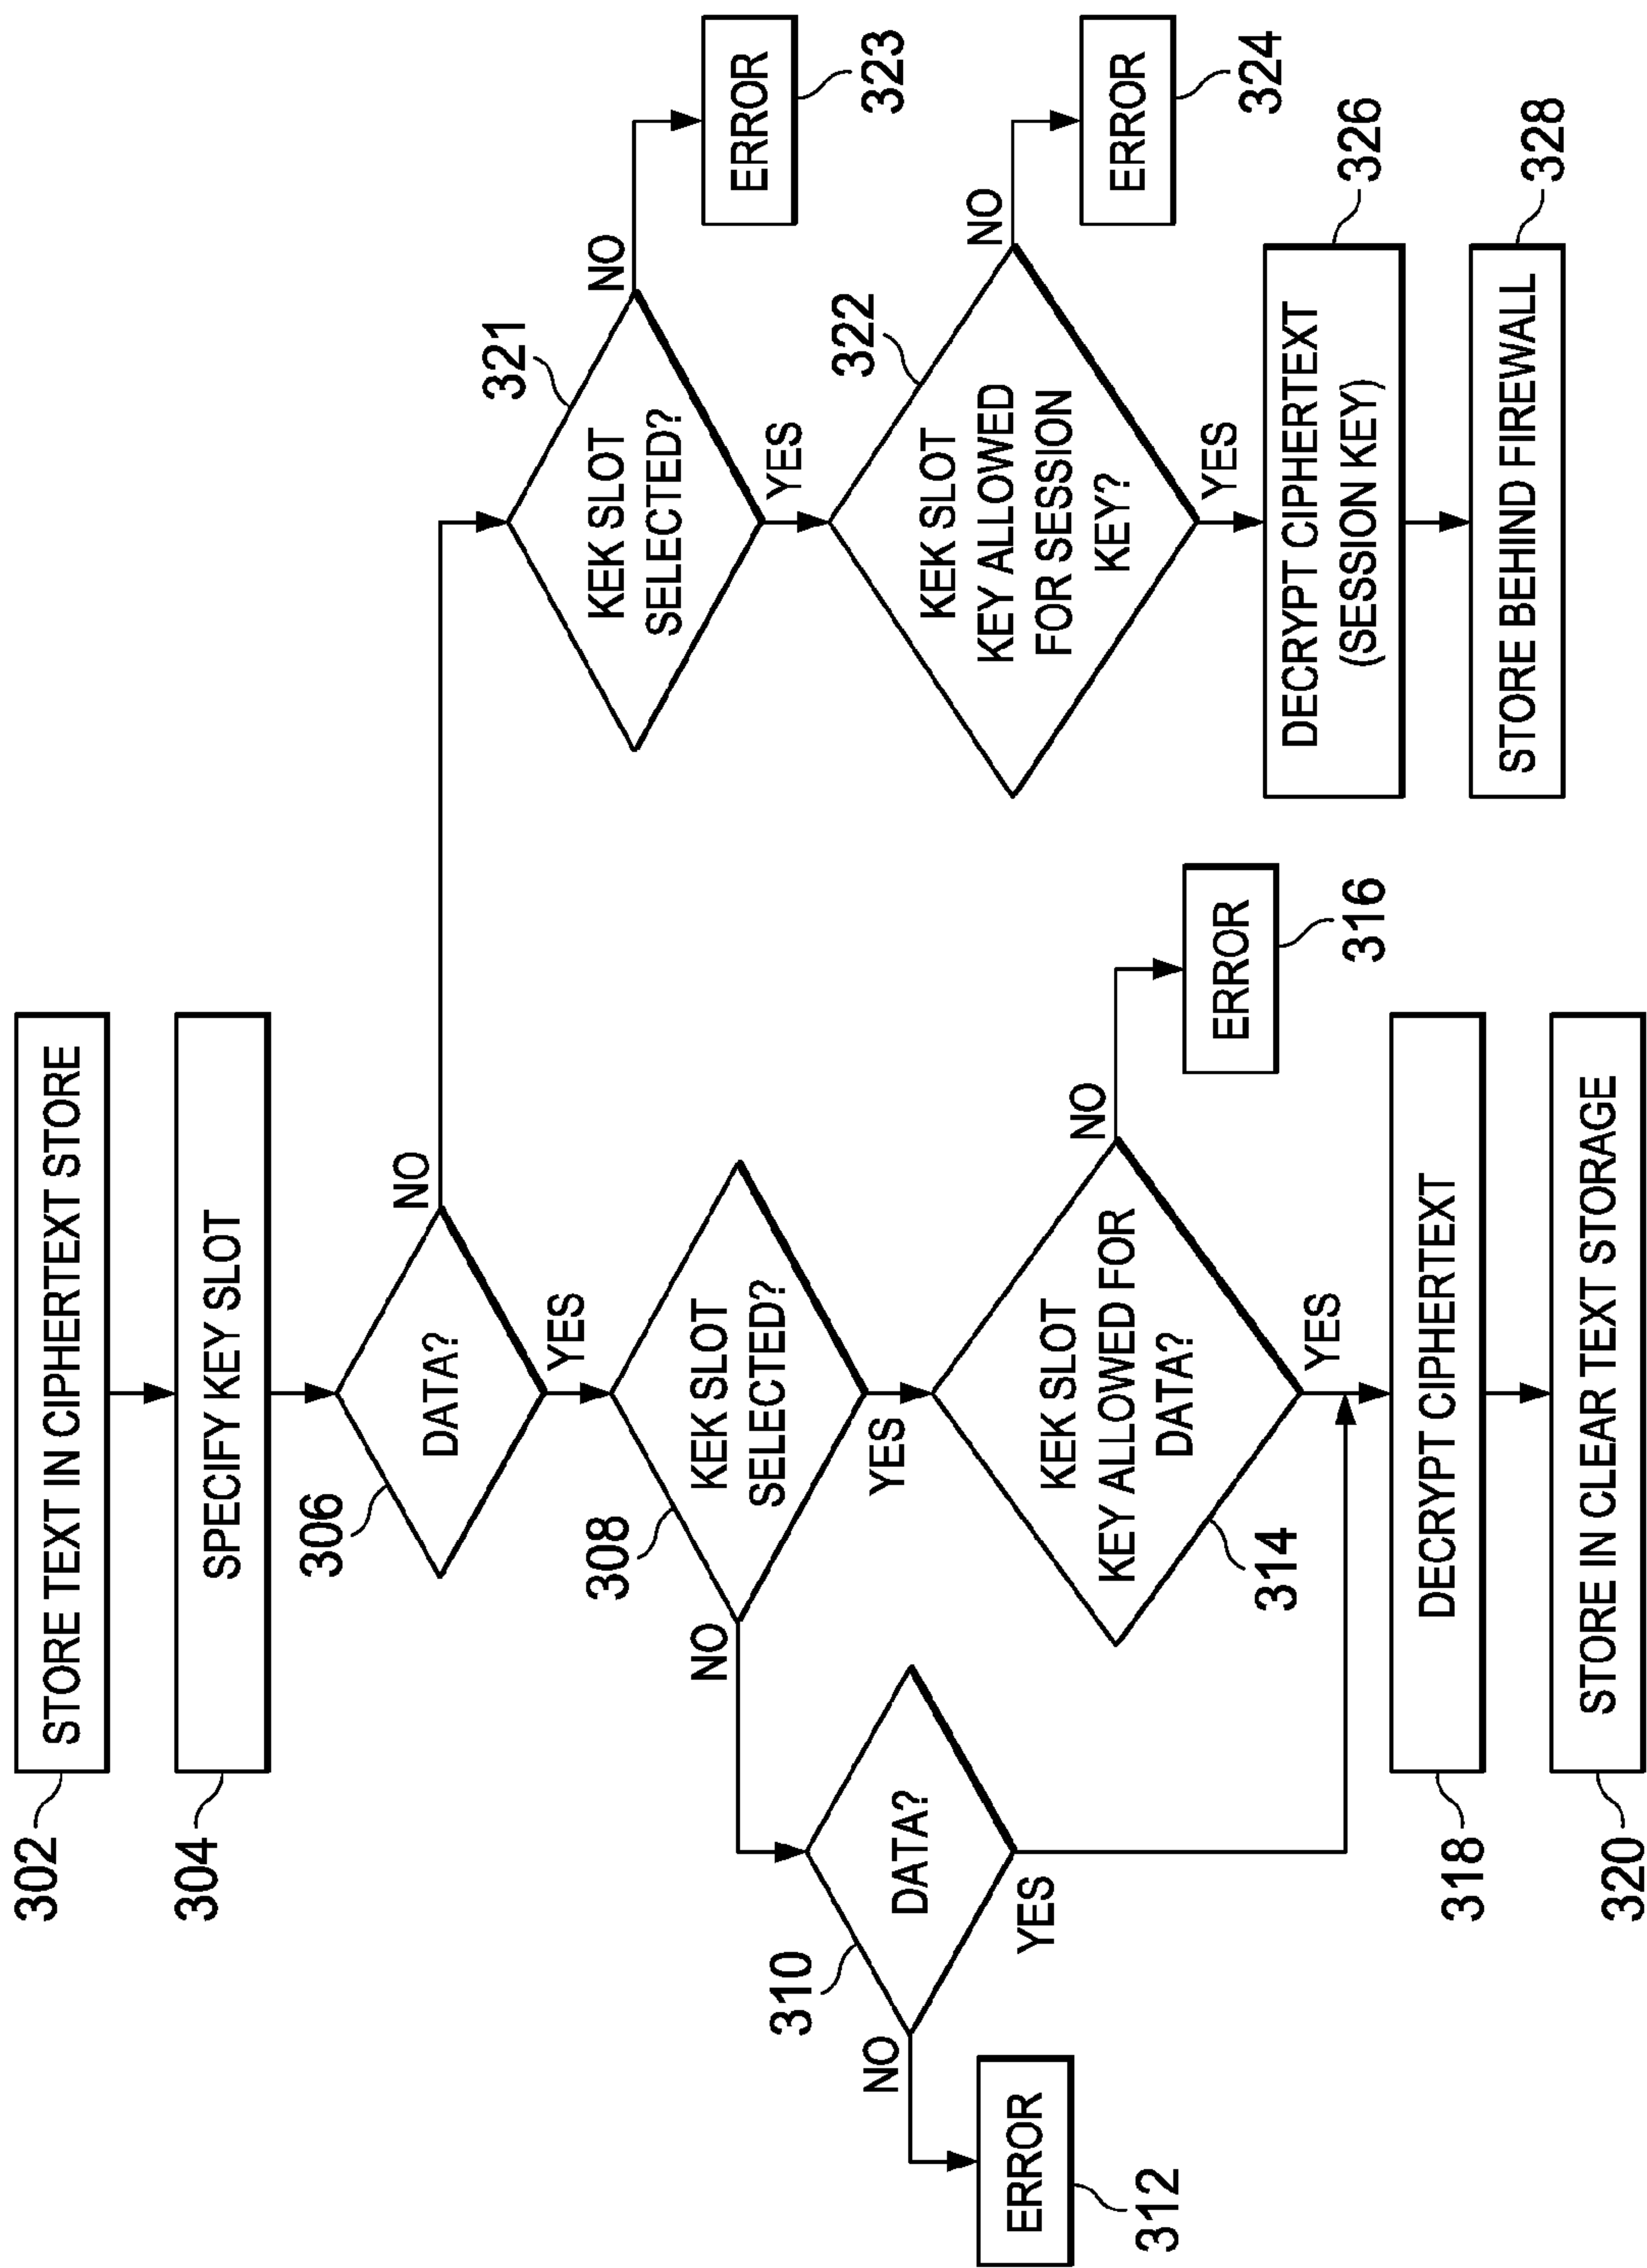 302
STORE TEXT IN CIPHERTEXT STORE
304
SPECIFY KEY SLOT
306
DATA?
NO
YES
308
KEK SLOT
SELECTED?
NO
YES
310
DATA?
NO
YES
312
ERROR
KEK SLOT
KEY ALLOWED FOR
DATA?
314
NO
YES
ERROR
316
318
DECRYPT CIPHERTEXT
320
STORE IN CLEAR TEXT STORAGE
321
KEK SLOT
SELECTED?
NO
YES
ERROR
323
322
KEK SLOT
KEY ALLOWED
FOR SESSION
KEY?
NO
YES
ERROR
324
DECRYPT CIPHERTEXT
(SESSION KEY)
326
STORE BEHIND FIREWALL
328